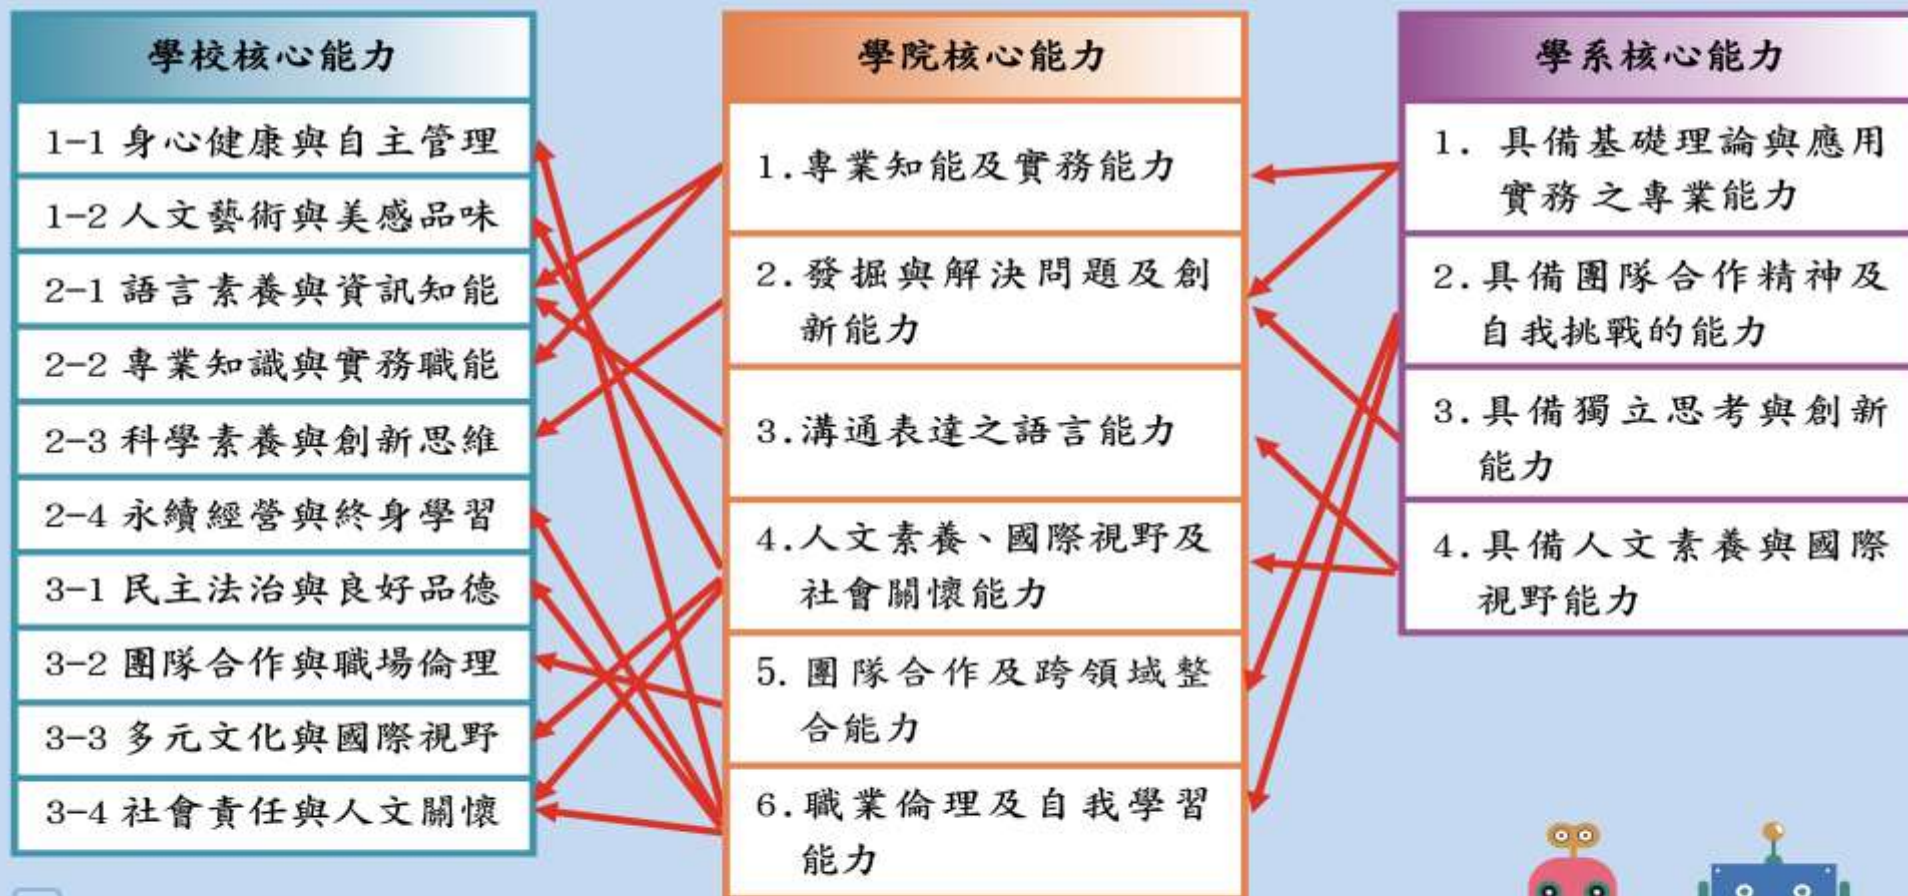 學校核心能力
1-1 身心健康與自主管理
1-2 人文藝術與美感品味
2-1 語言素養與資訊知能
2-2 專業知識與實務職能
2-3 科學素養與創新思維
2-4 永續經營與終身學習
3-1 民主法治與良好品德
3-2 團隊合作與職場倫理
3-3 多元文化與國際視野
3-4 社會責任與人文關懷
學院核心能力
1.專業知能及實務能力
2.發掘與解決問題及創
新能力
3.溝通表達之語言能力
4.人文素養、國際視野及
社會關懷能力
5. 團隊合作及跨領域整
合能力
6.職業倫理及自我學習
能力
學系核心能力
1. 具備基礎理論與應用
實務之專業能力
2.具備團隊合作精神及
自我挑戰的能力
3.具備獨立思考與創新
能力
4.具備人文素養與國際
視野能力